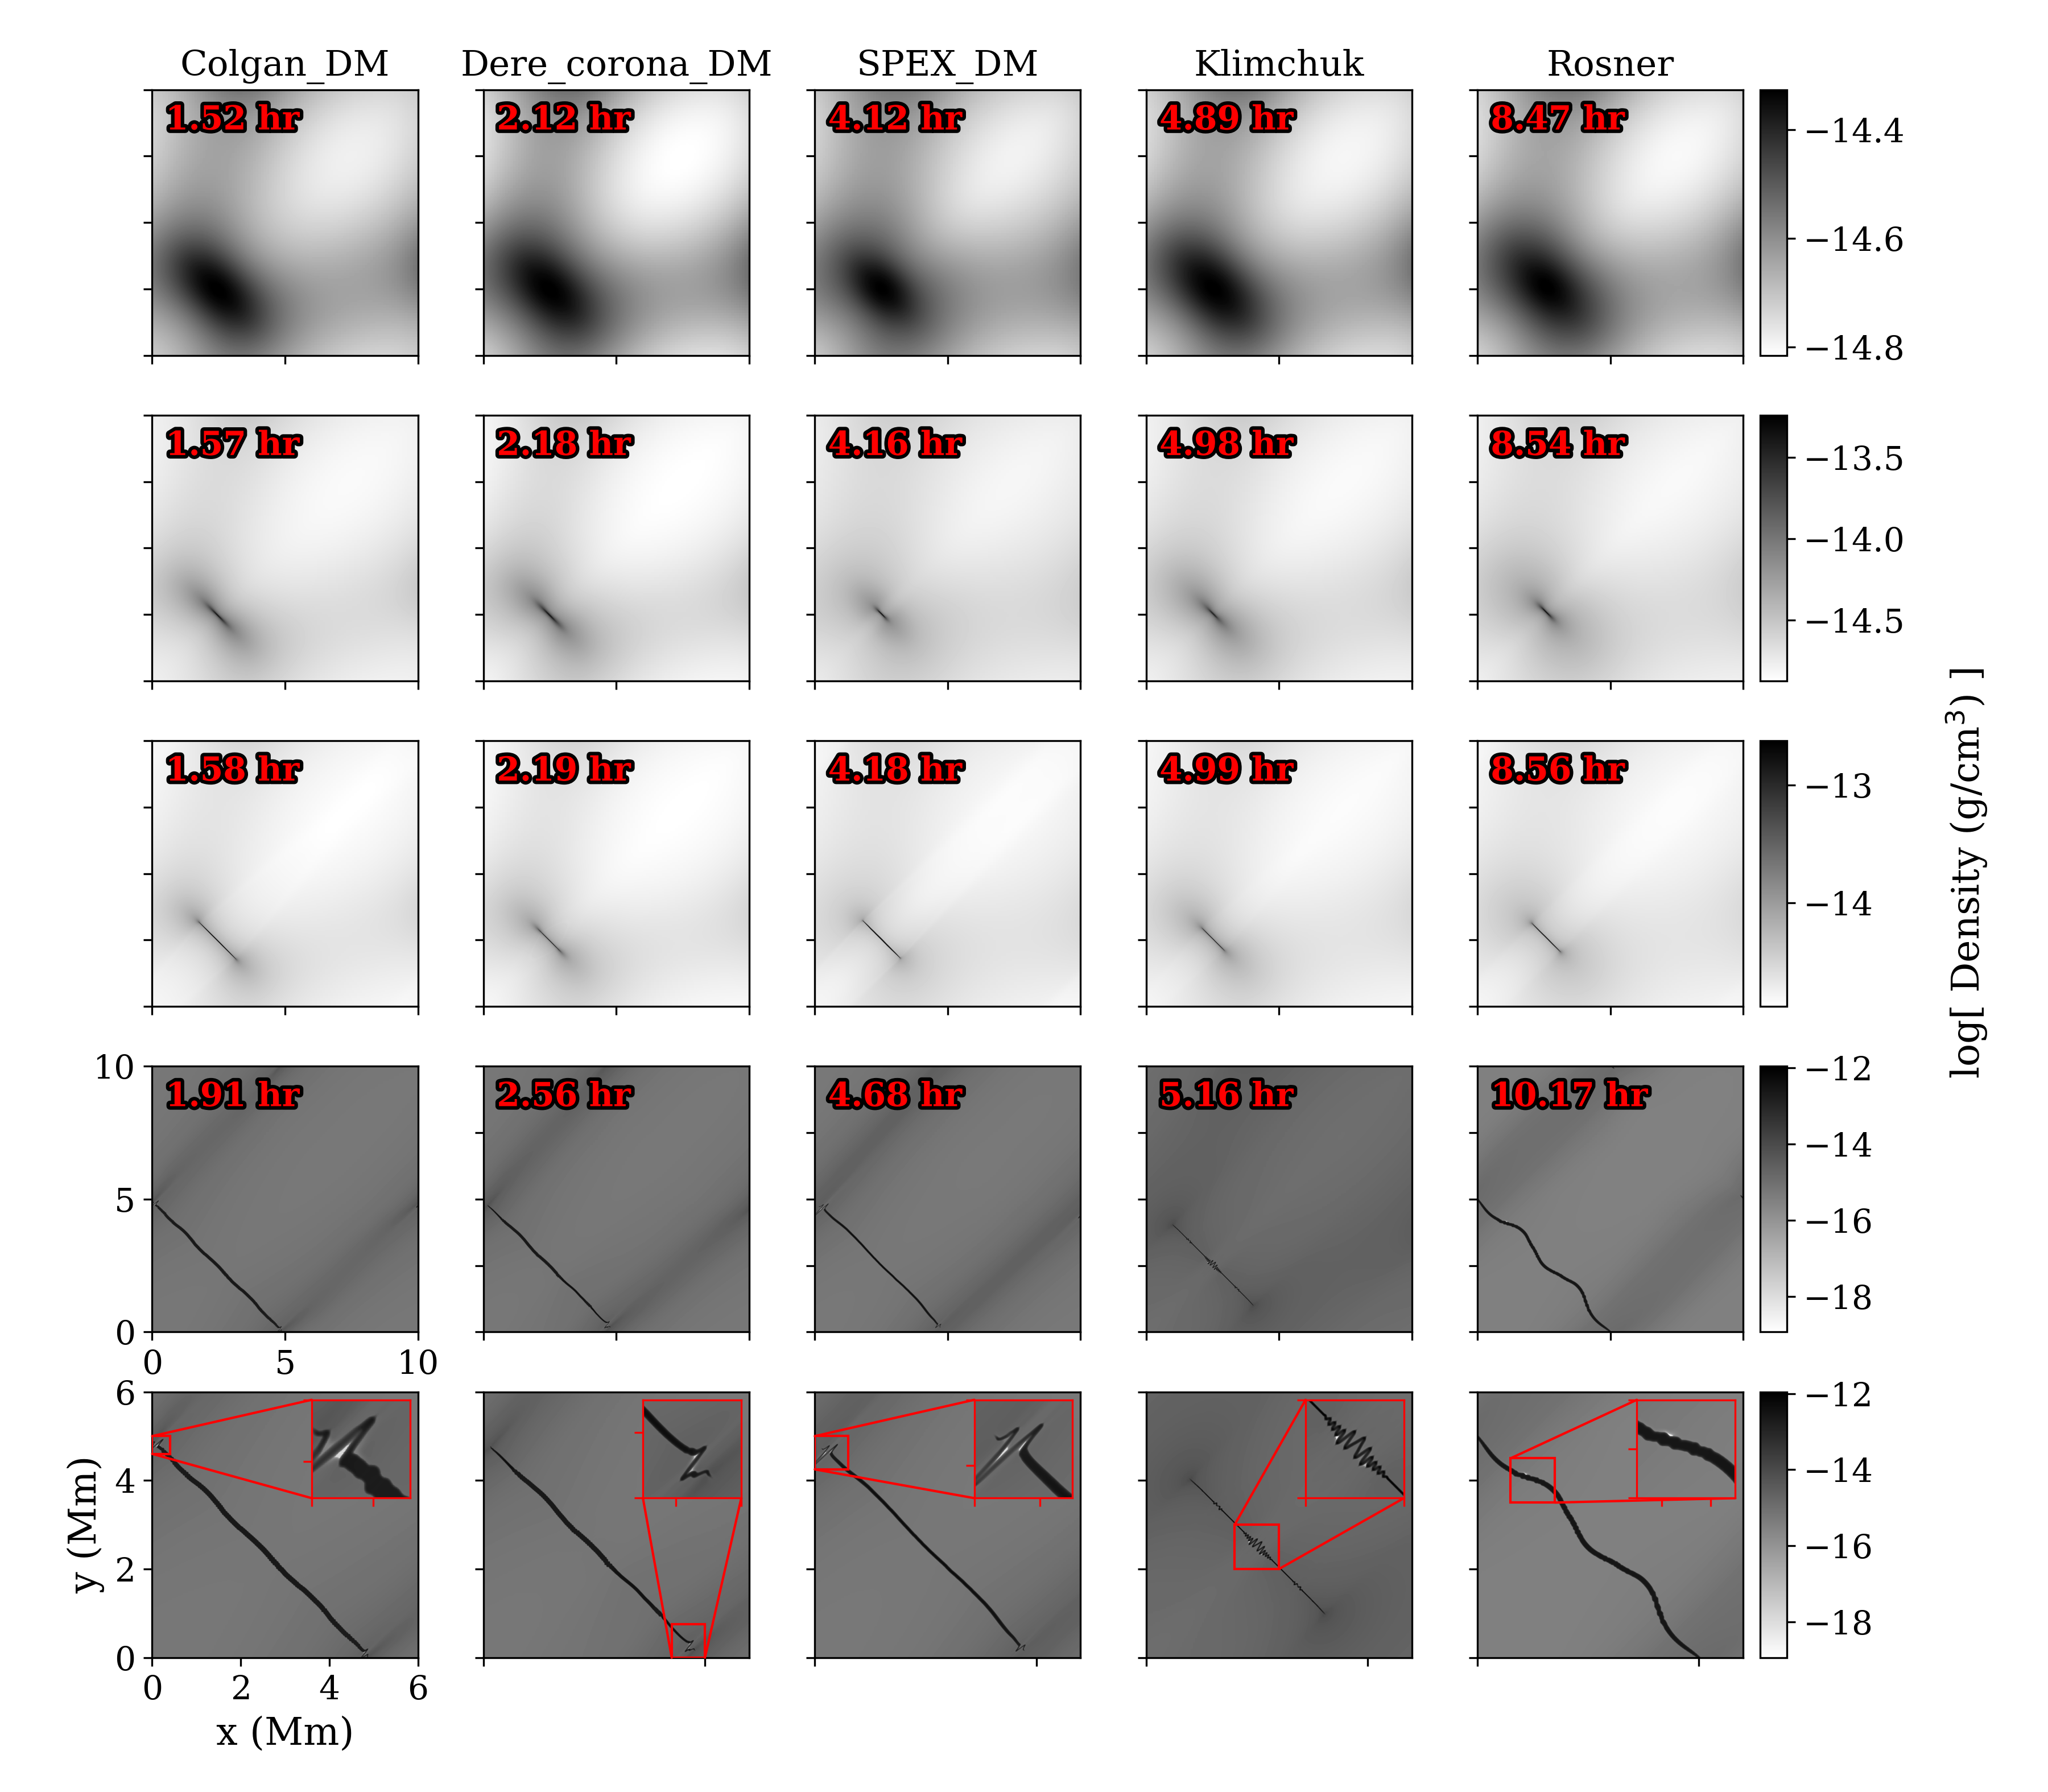 Colgan_DM Dere_corona_DM SPEX_DM Klimchuk Rosner
1.52 hr 2.12 hr 4.12 hr 4.89 hr 8.47 hr
−14.4
−14.6
−14.8
1.57 hr 2.18 hr 4.16 hr 4.98 hr 8.54 hr
−13.5
−14.0
−14.5
1.58 hr 2.19 hr 4.18 hr 4.99 hr 8.56 hr
−13
−14
log[ Density (g/cm³) ]
10
5
0
0 5 10
1.91 hr 2.56 hr 4.68 hr 5.16 hr 10.17 hr
−12
−14
−16
−18
6
4
2
0
y (Mm)
0 2 4 6
x (Mm)
−12
−14
−16
−18